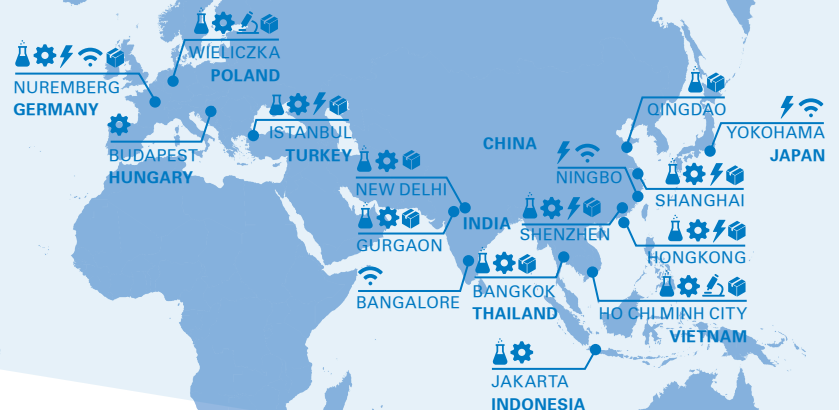 WIELICZKA
POLAND
NUREMBERG
GERMANY
BUDAPEST
HUNGARY
ISTANBUL
TURKEY
CHINA
QINGDAO
YOKOHAMA
JAPAN
NEW DELHI
NINGBO
SHANGHAI
GURGAON
INDIA
SHENZHEN
HONGKONG
BANGALORE
BANGKOK
THAILAND
HO CHI MINH CITY
VIETNAM
JAKARTA
INDONESIA